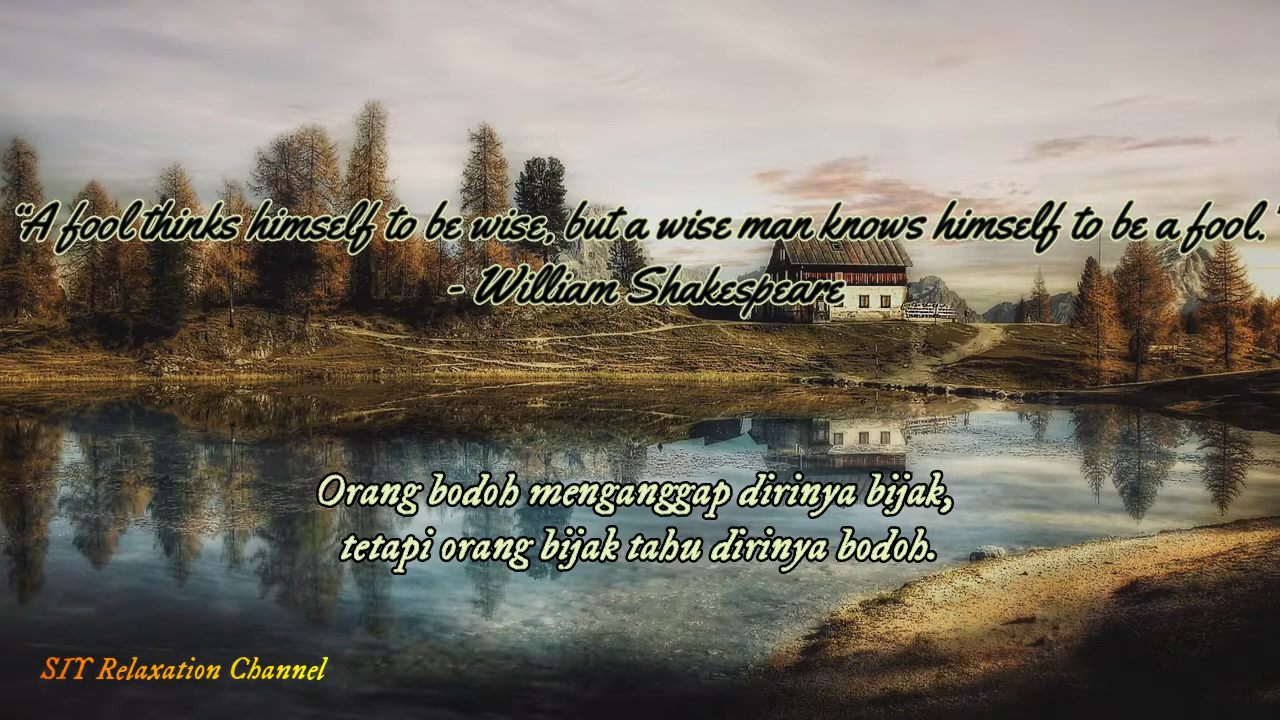 “A fool thinks himself to be wise, but a wise man knows himself to be a fool.”
- William Shakespeare
Orang bodoh menganggap dirinya bijak,
tetapi orang bijak tahu dirinya bodoh.
SIY Relaxation Channel